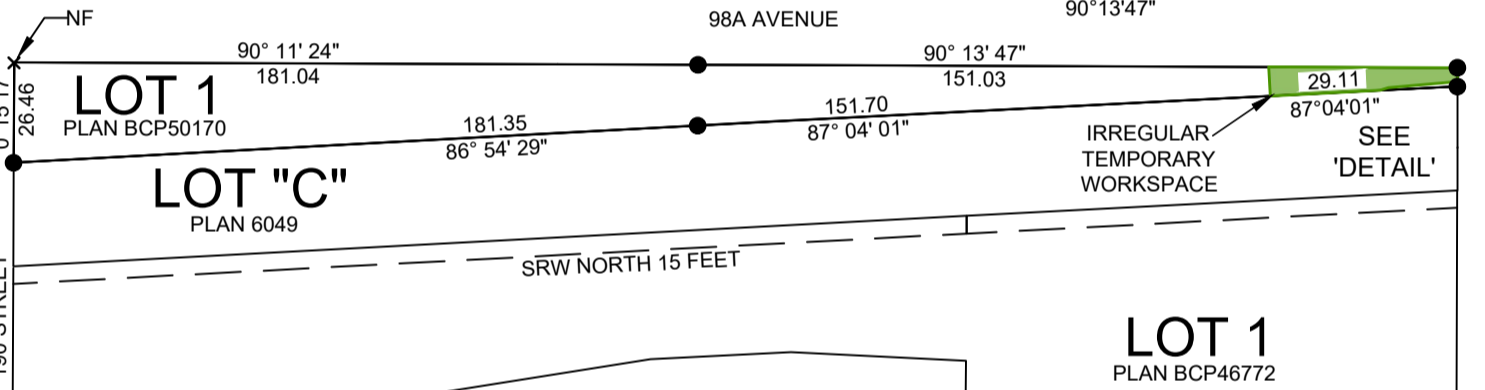 NF
98A AVENUE
90°13'47"
90° 11' 24"
181.04
90° 13' 47"
151.03
29.11
87°04'01"
26.46
LOT 1
PLAN BCP50170
181.35
86° 54' 29"
151.70
87° 04' 01"
IRREGULAR
TEMPORARY
WORKSPACE
SEE
'DETAIL'
LOT "C"
PLAN 6049
SRW NORTH 15 FEET
LOT 1
PLAN BCP46772